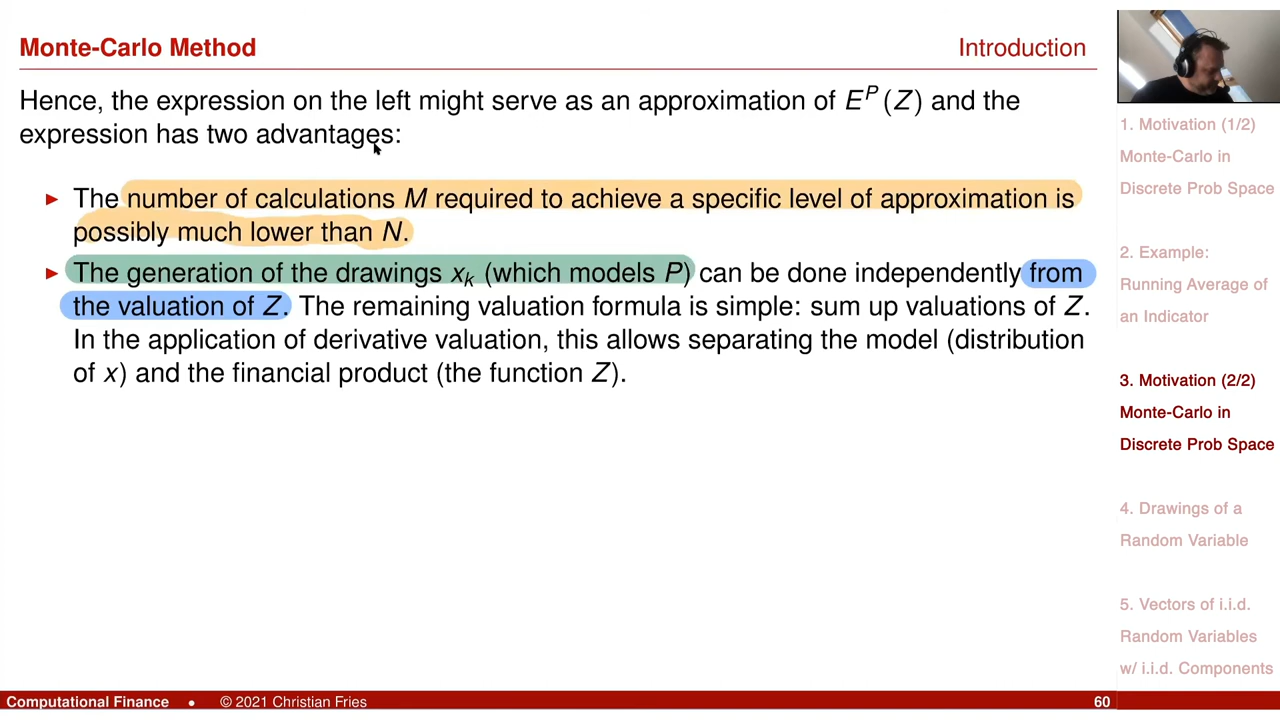 Monte-Carlo Method
Introduction
Hence, the expression on the left might serve as an approximation of E^P (Z) and the
expression has two advantages:
▶ The number of calculations M required to achieve a specific level of approximation is
possibly much lower than N.
▶ The generation of the drawings x_k (which models P) can be done independently from
the valuation of Z. The remaining valuation formula is simple: sum up valuations of Z.
In the application of derivative valuation, this allows separating the model (distribution
of x) and the financial product (the function Z).
1. Motivation (1/2)
Monte-Carlo in
Discrete Prob Space
2. Example:
Running Average of
an Indicator
3. Motivation (2/2)
Monte-Carlo in
Discrete Prob Space
4. Drawings of a
Random Variable
5. Vectors of i.i.d.
Random Variables
w/ i.i.d. Components
Computational Finance • © 2021 Christian Fries
60